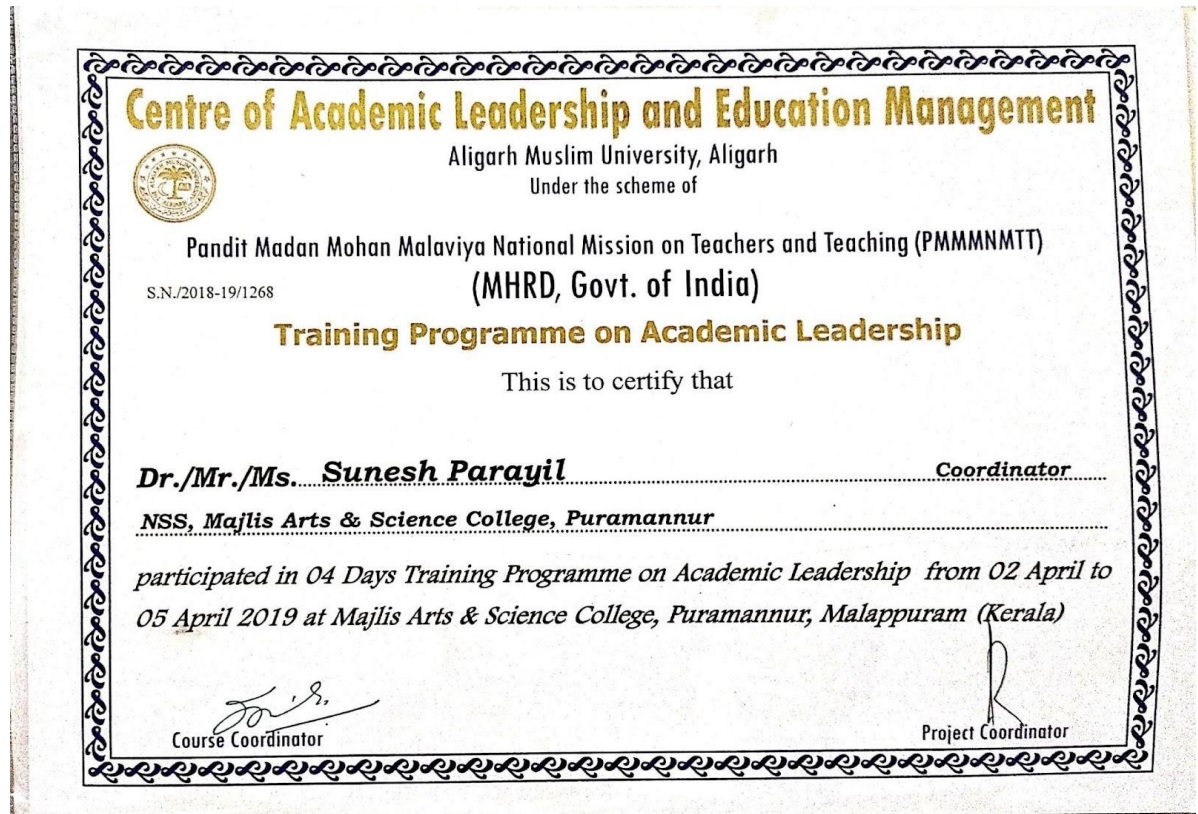 Centre of Academic Leadership and Education Management
Aligarh Muslim University, Aligarh
Under the scheme of
Pandit Madan Mohan Malaviya National Mission on Teachers and Teaching (PMMMNMTT)
S.N./2018-19/1268
(MHRD, Govt. of India)
Training Programme on Academic Leadership
This is to certify that
Dr./Mr./Ms. Sunesh Parayil Coordinator
NSS, Majlis Arts & Science College, Puramannur
participated in 04 Days Training Programme on Academic Leadership from 02 April to
05 April 2019 at Majlis Arts & Science College, Puramannur, Malappuram (Kerala)
Course Coordinator
Project Coordinator